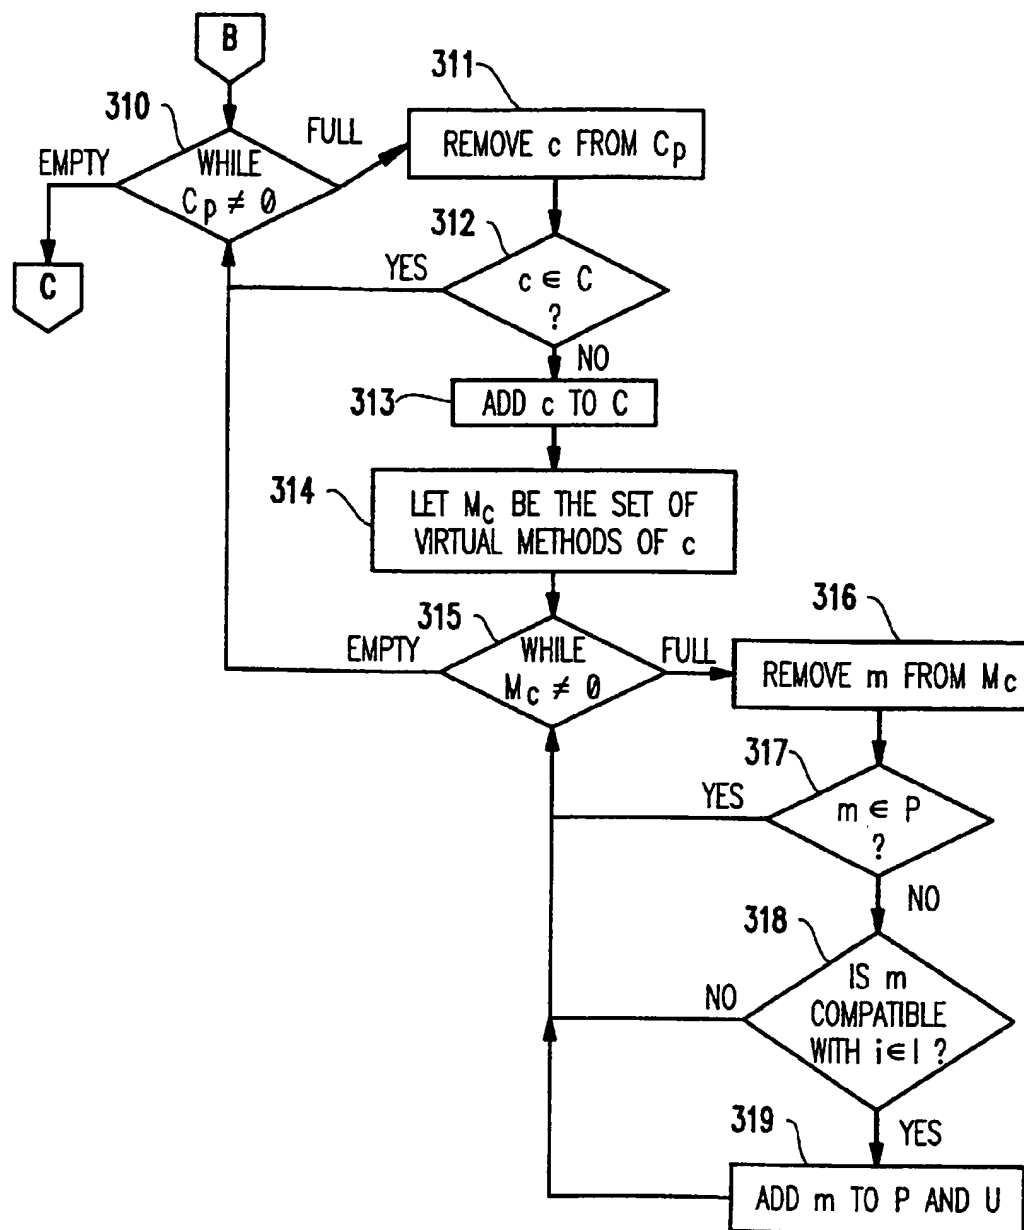 B
311
310
FULL
REMOVE c FROM Cp
EMPTY
WHILE
Cp ≠ 0
312
C
YES
c ∈ C
?
NO
313
ADD c TO C
314
LET Mc BE THE SET OF
VIRTUAL METHODS OF c
316
315
EMPTY
WHILE
Mc ≠ 0
FULL
REMOVE m FROM Mc
317
YES
m ∈ P
?
NO
318
NO
IS m
COMPATIBLE
WITH i∈I ?
319
YES
ADD m TO P AND U